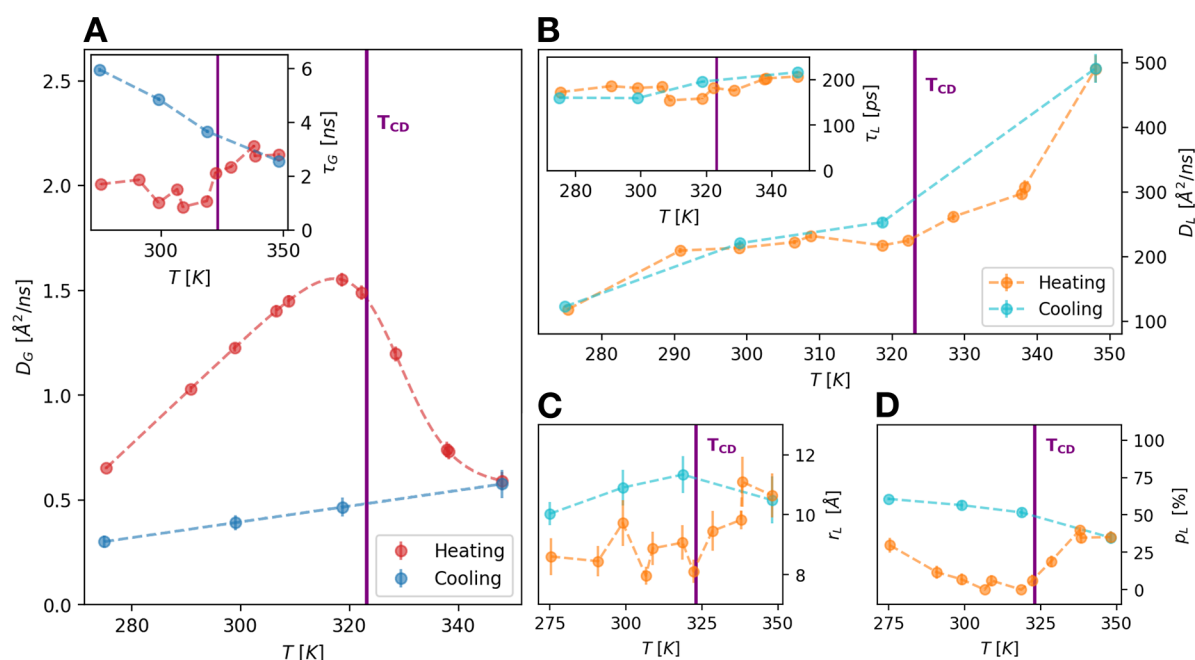 A
2.5
2.0
1.5
1.0
0.5
0.0
D_G [Å²/ns]
280
300
320
340
T [K]
T_CD
Heating
Cooling
6
4
2
0
τ_G [ns]
300
350
T [K]
B
500
400
300
200
100
D_L [Å²/ns]
280
290
300
310
320
330
340
350
T [K]
T_CD
Heating
Cooling
200
100
0
τ_L [ps]
280
300
320
340
T [K]
C
12
10
8
r_L [Å]
275
300
325
350
T [K]
T_CD
D
100
75
50
25
0
p_L [%]
275
300
325
350
T [K]
T_CD